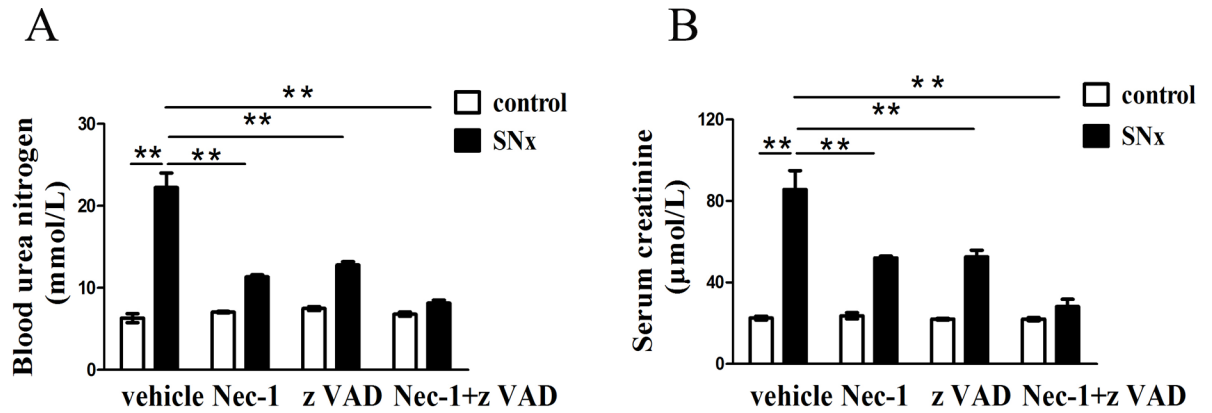 A
control
SNx
**
**
** **
Blood urea nitrogen
(mmol/L)
30
20
10
0
vehicle Nec-1 z VAD Nec-1+z VAD
B
control
SNx
**
**
** **
Serum creatinine
(μmol/L)
120
80
40
0
vehicle Nec-1 z VAD Nec-1+z VAD